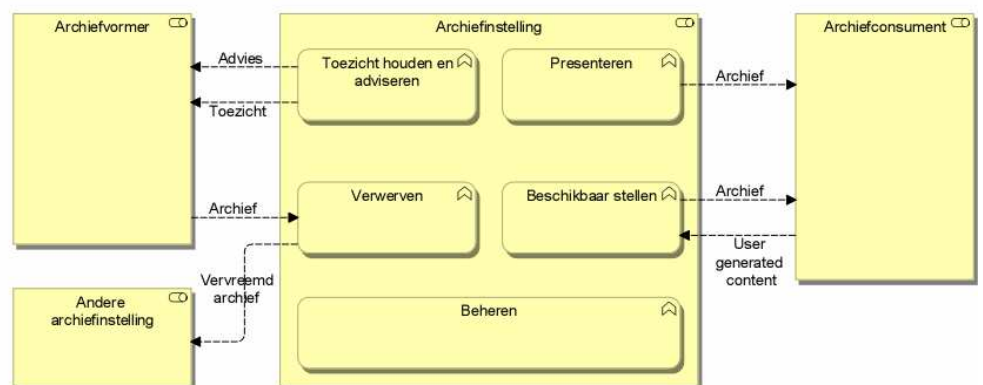 Archiefvormer
Archiefinstelling
Archiefconsument
Advies
Toezicht houden en
adviseren
Presenteren
Archief
Toezicht
Verwerven
Beschikbaar stellen
Archief
Archief
User
generated
content
Vervreemd
archief
Andere
archiefinstelling
Beheren